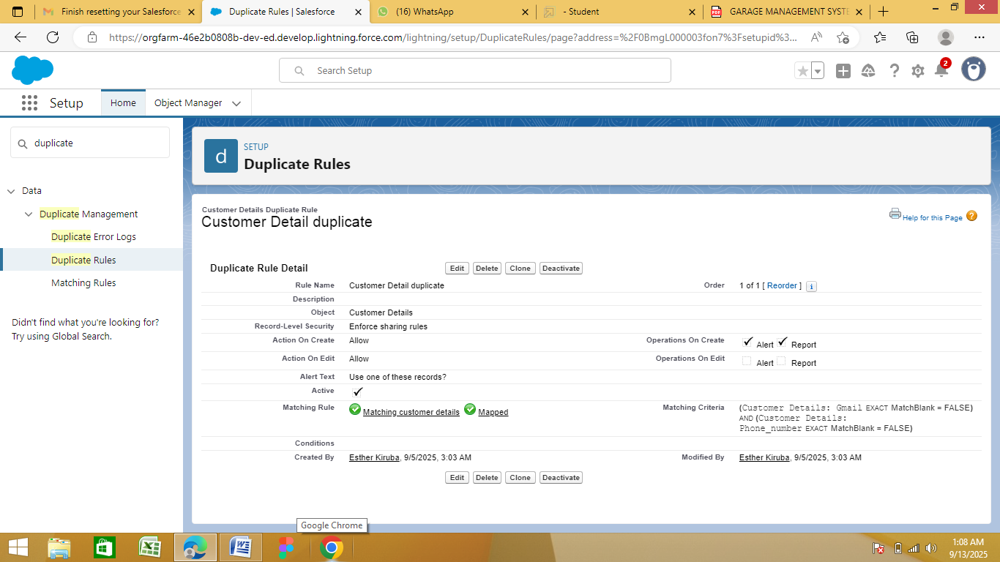 Finish resetting your Salesforce
Duplicate Rules | Salesforce
(16) WhatsApp
- Student
PDF
GARAGE MANAGEMENT SYSTE
https://orgfarm-46e2b0808b-dev-ed.develop.lightning.force.com/lightning/setup/DuplicateRules/page?address=%2F0BmgL000003fon7%3Fsetupid%3...
Search Setup
2
Setup
Home
Object Manager
duplicate
Data
Duplicate Management
Duplicate Error Logs
Duplicate Rules
Matching Rules
Didn't find what you're looking for?
Try using Global Search.
d
SETUP
Duplicate Rules
Customer Details Duplicate Rule
Customer Detail duplicate
Help for this Page ?
Duplicate Rule Detail
Edit Delete Clone Deactivate
Rule Name Customer Detail duplicate Order 1 of 1 [ Reorder ] i
Description
Object Customer Details
Record-Level Security Enforce sharing rules
Action On Create Allow Operations On Create Alert Report
Action On Edit Allow Operations On Edit Alert Report
Alert Text Use one of these records?
Active
Matching Rule Matching customer details Mapped Matching Criteria (Customer Details: Gmail EXACT MatchBlank = FALSE)
AND (Customer Details:
Phone_number EXACT MatchBlank = FALSE)
Conditions
Created By Esther Kiruba, 9/5/2025, 3:03 AM Modified By Esther Kiruba, 9/5/2025, 3:03 AM
Edit Delete Clone Deactivate
Google Chrome
1:08 AM
9/13/2025